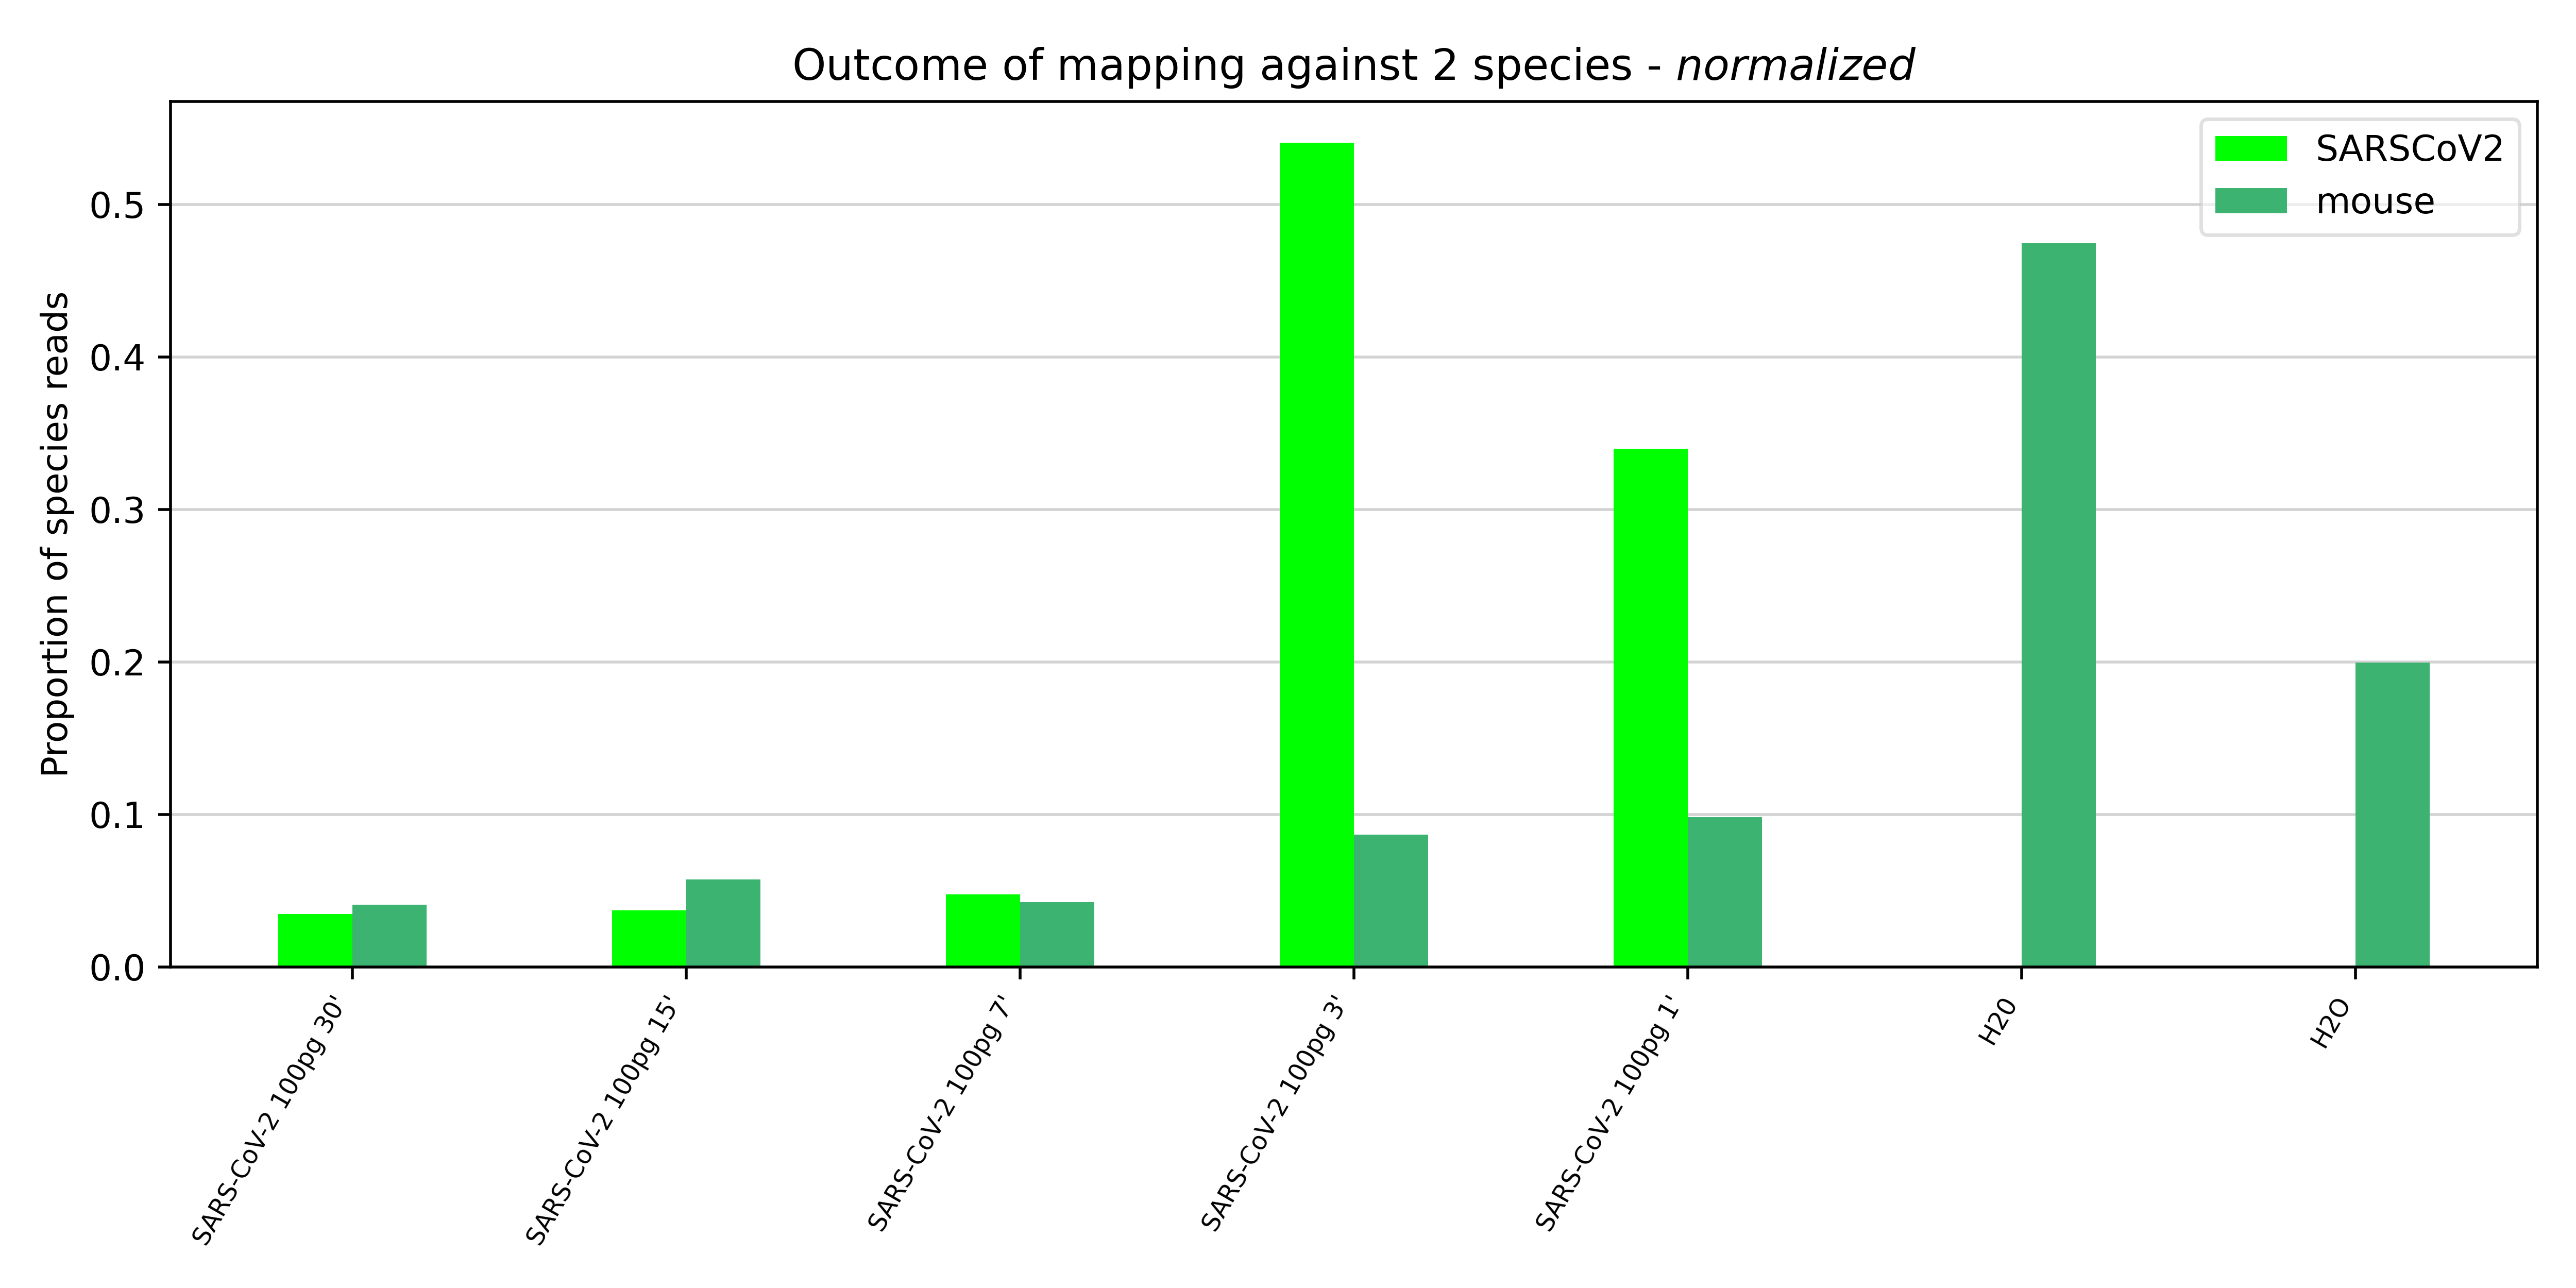 Outcome of mapping against 2 species - normalized
SARSCoV2
mouse
Proportion of species reads
0.5
0.4
0.3
0.2
0.1
0.0
SARS-CoV-2 100pg 30'
SARS-CoV-2 100pg 15'
SARS-CoV-2 100pg 7'
SARS-CoV-2 100pg 3'
SARS-CoV-2 100pg 1'
H20
H2O